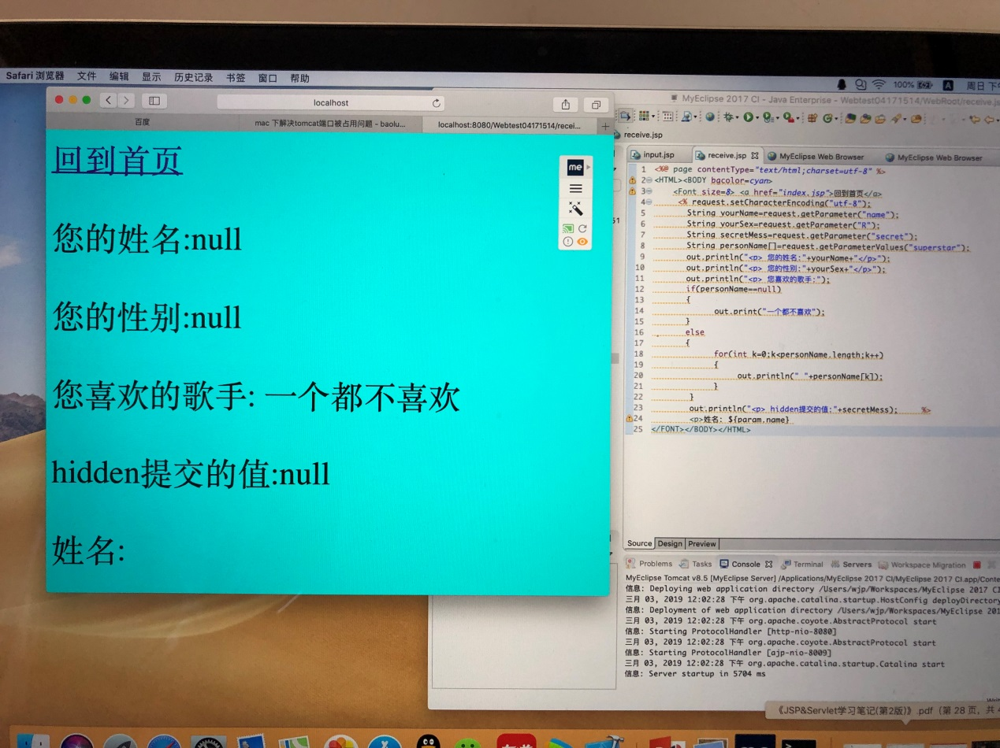 Safari 浏览器 文件 编辑 显示 历史记录 书签 窗口 帮助
100% A 周日 下
localhost
百度
mac 下解决tomcat端口被占用问题 - baolu...
localhost:8080/Webtest04171514/recei...
回到首页
您的姓名:null
您的性别:null
您喜欢的歌手: 一个都不喜欢
hidden提交的值:null
姓名:
me
MyEclipse 2017 CI - Java Enterprise - Webtest04171514/WebRoot/receive.js
receive.jsp
input.jsp receive.jsp MyEclipse Web Browser MyEclipse Web Browser
1 <%@ page contentType="text/html;charset=utf-8" %>
2 <HTML><BODY bgcolor=cyan>
3 <Font size=8> <a href="index.jsp">回到首页</a>
4 <% request.setCharacterEncoding("utf-8");
5 String yourName=request.getParameter("name");
6 String yourSex=request.getParameter("R");
7 String secretMess=request.getParameter("secret");
8 String personName[]=request.getParameterValues("superstar");
9 out.println("<p> 您的姓名:"+yourName+"</p>");
10 out.println("<p> 您的性别:"+yourSex+"</p>");
11 out.println("<p> 您喜欢的歌手:");
12 if(personName==null)
13 {
14 out.print("一个都不喜欢");
15 }
16 else
17 {
18 for(int k=0;k<personName.length;k++)
19 {
20 out.println(" "+personName[k]);
21 }
22 }
23 out.println("<p> hidden提交的值:"+secretMess); %>
24 <p>姓名: ${param.name}
25 </FONT></BODY></HTML>
51
Source Design Preview
Problems Tasks Console Terminal Servers Workspace Migration
MyEclipse Tomcat v8.5 [MyEclipse Server] /Applications/MyEclipse 2017 CI/MyEclipse 2017 CI.app/Conte
信息: Deploying web application directory /Users/wjp/Workspaces/MyEclipse 2017 CI
三月 03, 2019 12:02:28 下午 org.apache.catalina.startup.HostConfig deployDirectory
信息: Deployment of web application directory /Users/wjp/Workspaces/MyEclipse 201
三月 03, 2019 12:02:28 下午 org.apache.coyote.AbstractProtocol start
信息: Starting ProtocolHandler [http-nio-8080]
三月 03, 2019 12:02:28 下午 org.apache.coyote.AbstractProtocol start
信息: Starting ProtocolHandler [ajp-nio-8009]
三月 03, 2019 12:02:28 下午 org.apache.catalina.startup.Catalina start
信息: Server startup in 5704 ms
《JSP&Servlet学习笔记(第2版)》.pdf (第 28 页，共